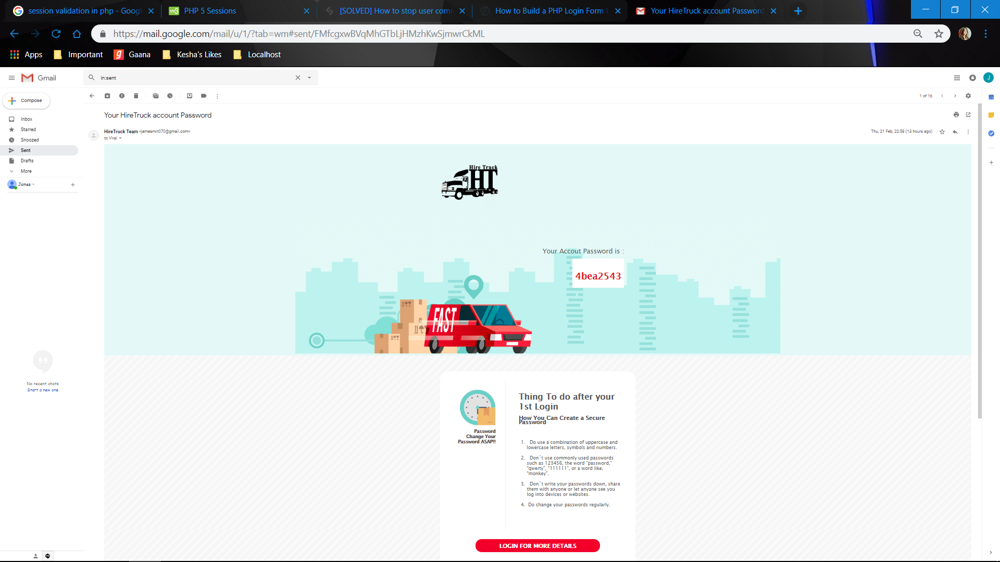 session validation in php - Googl
PHP 5 Sessions
[SOLVED] How to stop user comi
How to Build a PHP Login Form U
Your HireTruck account Password
https://mail.google.com/mail/u/1/?tab=wm#sent/FMfcgxwBVqMhGTbLjHMzhKwSjmwrCkML
Apps
Important
Gaana
Kesha's Likes
Localhost
Gmail
in:sent
J
Compose
1 of 16
Inbox
Starred
Snoozed
Sent
Drafts
More
James
No recent chats
Start a new one
Your HireTruck account Password
HireTruck Team <jamesmrt070@gmail.com>
Thu, 21 Feb, 22:58 (13 hours ago)
to Viral
Hire Truck
HT
Your Accout Password is :
4bea2543
FAST
Password
Change Your
Password ASAP!!
Thing To do after your
1st Login
How You Can Create a Secure
Password
1. Do use a combination of uppercase and
lowercase letters, symbols and numbers.
2. Don`t use commonly used passwords
such as 123456, the word "password,"
"qwerty", "111111", or a word like,
"monkey".
3. Don`t write your passwords down, share
them with anyone or let anyone see you
log into devices or websites.
4. Do change your passwords regularly.
LOGIN FOR MORE DETAILS